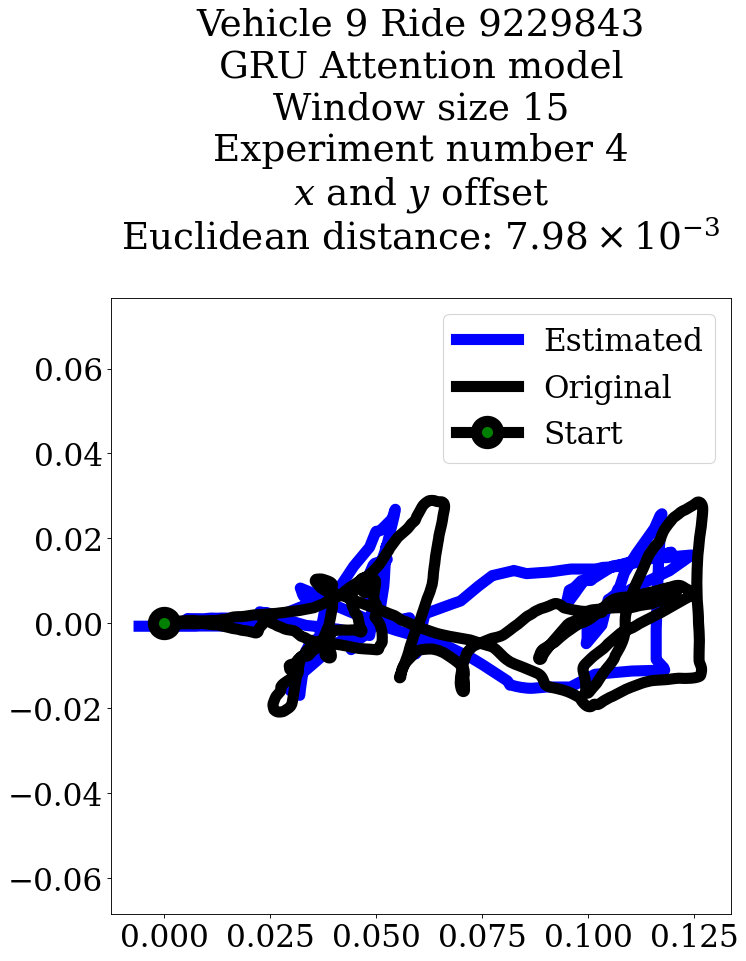 Vehicle 9 Ride 9229843
GRU Attention model
Window size 15
Experiment number 4
x and y offset
Euclidean distance: 7.98 × 10⁻³
Estimated
Original
Start
0.06
0.04
0.02
0.00
−0.02
−0.04
−0.06
0.000 0.025 0.050 0.075 0.100 0.125